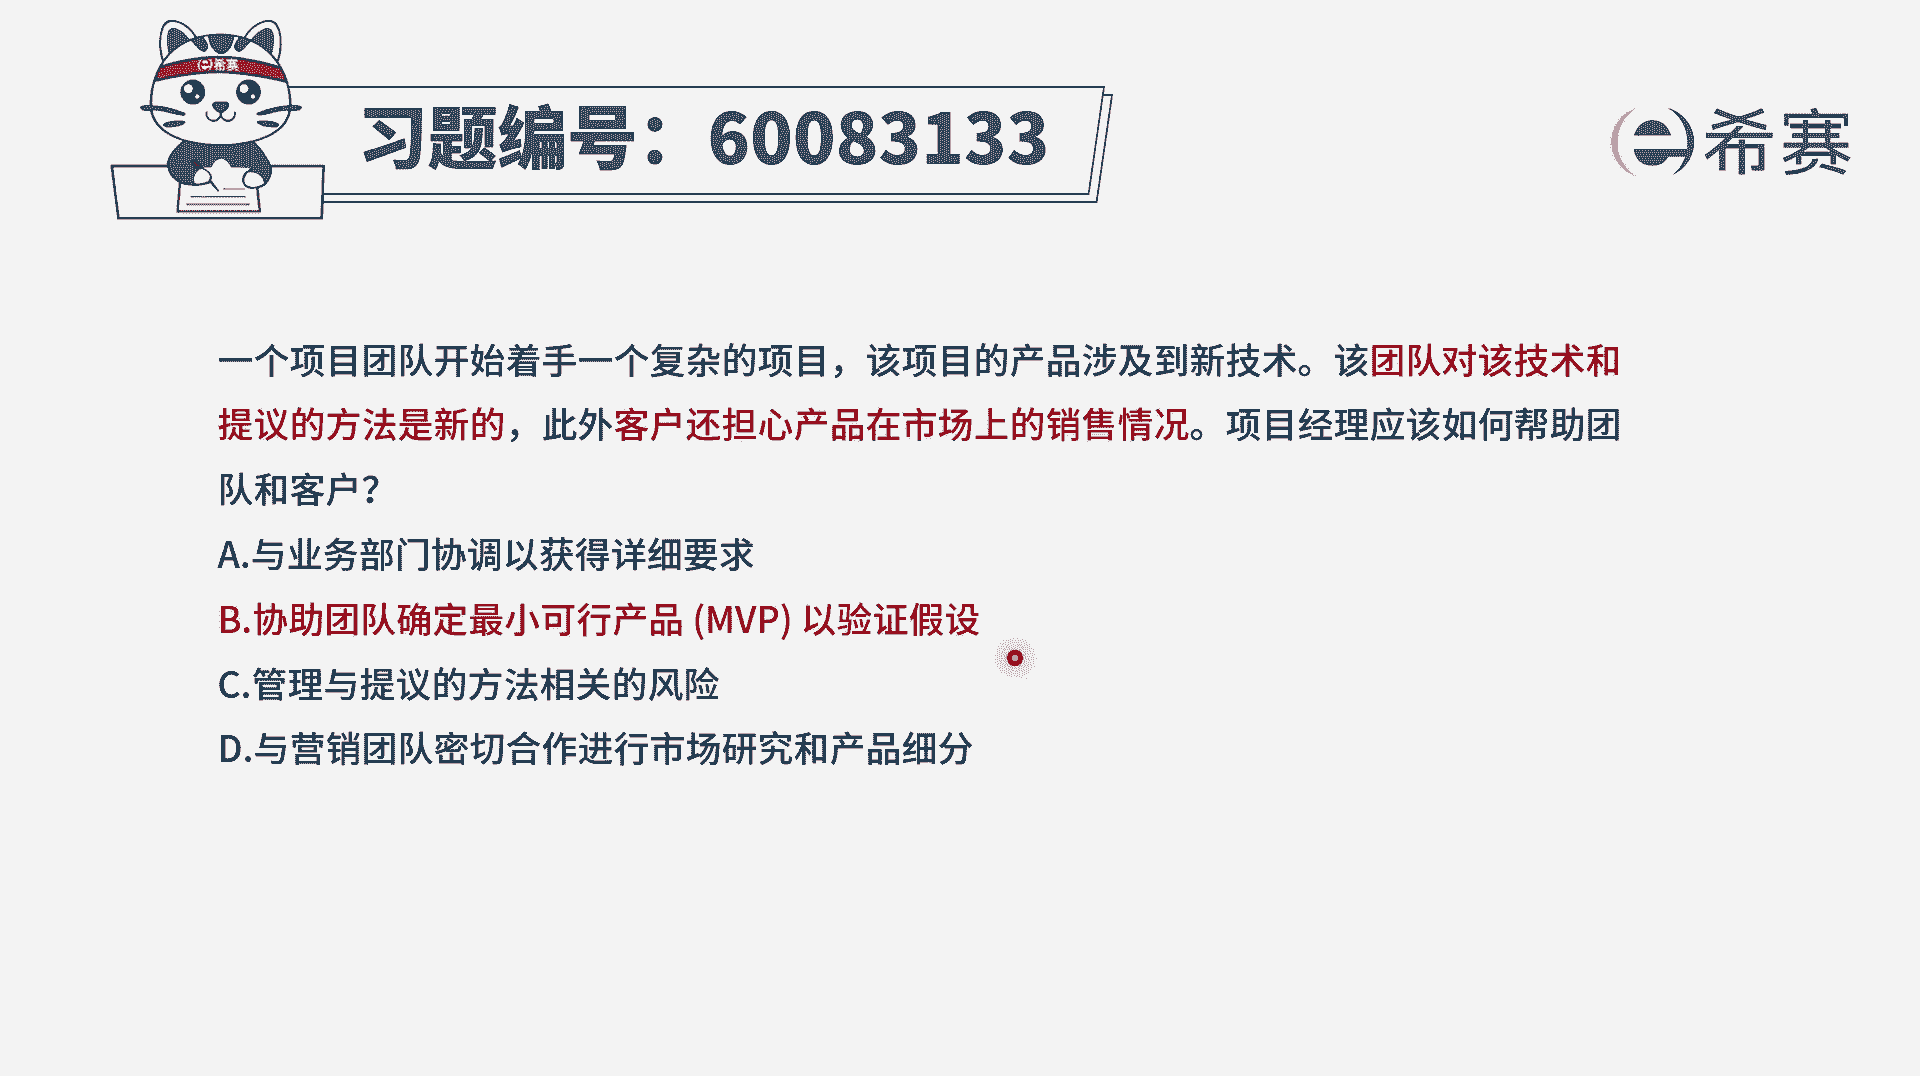 希赛
习题编号：60083133
希赛
一个项目团队开始着手一个复杂的项目，该项目的产品涉及到新技术。该团队对该技术和
提议的方法是新的，此外客户还担心产品在市场上的销售情况。项目经理应该如何帮助团
队和客户？
A.与业务部门协调以获得详细要求
B.协助团队确定最小可行产品 (MVP) 以验证假设
C.管理与提议的方法相关的风险
D.与营销团队密切合作进行市场研究和产品细分